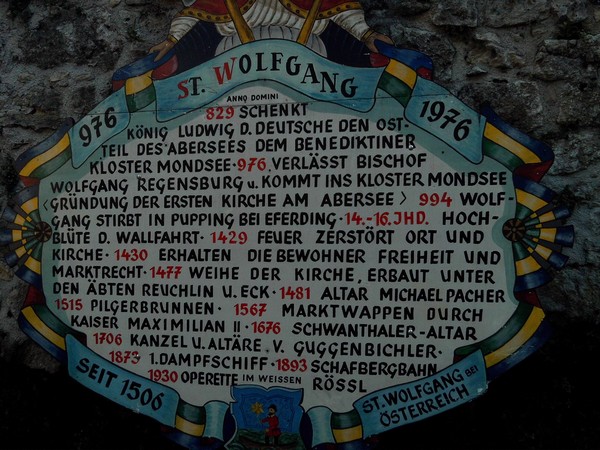 ST. WOLFGANG
976
1976
ANNO DOMINI
829 SCHENKT
KÖNIG LUDWIG D. DEUTSCHE DEN OST-
TEIL DES ABERSEES DEM BENEDIKTINER
KLOSTER MONDSEE·976 VERLÄSST BISCHOF
WOLFGANG REGENSBURG u. KOMMT INS KLOSTER MONDSEE
<GRÜNDUNG DER ERSTEN KIRCHE AM ABERSEE> 994 WOLF-
GANG STIRBT IN PUPPING BEI EFERDING·14.-16.JHD. HOCH-
BLÜTE D. WALLFAHRT· 1429 FEUER ZERSTÖRT ORT UND
KIRCHE· 1430 ERHALTEN DIE BEWOHNER FREIHEIT UND
MARKTRECHT·1477 WEIHE DER KIRCHE, ERBAUT UNTER
DEN ÄBTEN REUCHLIN U. ECK·1481 ALTAR MICHAEL PACHER
1515 PILGERBRUNNEN· 1567 MARKTWAPPEN DURCH
KAISER MAXIMILIAN II·1676 SCHWANTHALER-ALTAR
1706 KANZEL U. ALTÄRE V. GUGGENBICHLER·
1873 1.DAMPFSCHIFF·1893 SCHAFBERGBAHN
1930 OPERETTE IM WEISSEN RÖSSL
SEIT 1506
ST. WOLFGANG BEI
ÖSTERREICH